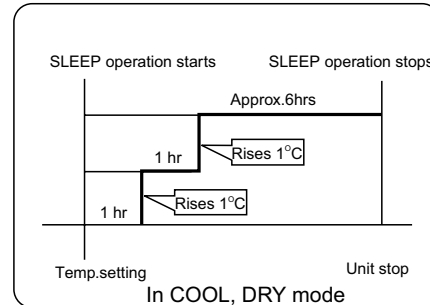 SLEEP operation starts
SLEEP operation stops
Approx.6hrs
1 hr
Rises 1°C
1 hr
Rises 1°C
Temp.setting
Unit stop
In COOL, DRY mode